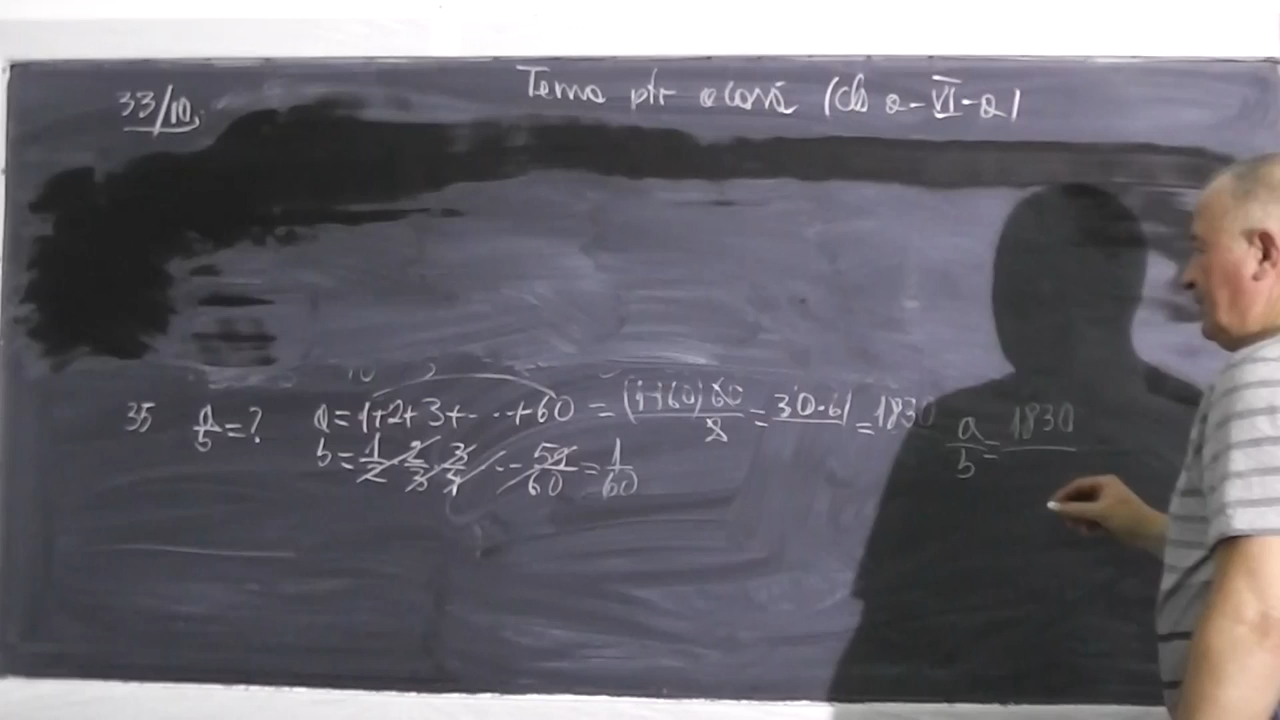 33/10. Tema ptr acasă (cls a-VI-a)
35 a/b=? a=1+2+3+...+60 = (1+60)60/2 = 30·61 = 1830 a/b = 1830
b= 1/2 · 2/3 · 3/4 ... 59/60 = 1/60